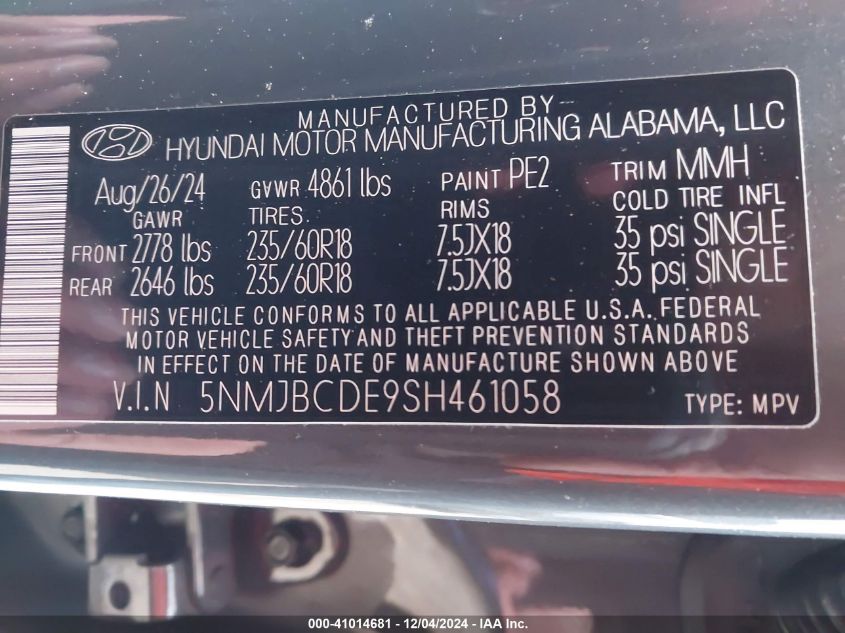 MANUFACTURED BY
HYUNDAI MOTOR MANUFACTURING ALABAMA, LLC
Aug/26/24 GVWR 4861 lbs PAINT PE2 TRIM MMH
GAWR TIRES RIMS COLD TIRE INFL
FRONT 2778 lbs 235/60R18 7.5JX18 35 psi SINGLE
REAR 2646 lbs 235/60R18 7.5JX18 35 psi SINGLE
THIS VEHICLE CONFORMS TO ALL APPLICABLE U.S.A. FEDERAL
MOTOR VEHICLE SAFETY AND THEFT PREVENTION STANDARDS
IN EFFECT ON THE DATE OF MANUFACTURE SHOWN ABOVE
V.I.N 5NMJBCDE9SH461058 TYPE: MPV
000-41014681 - 12/04/2024 - IAA Inc.